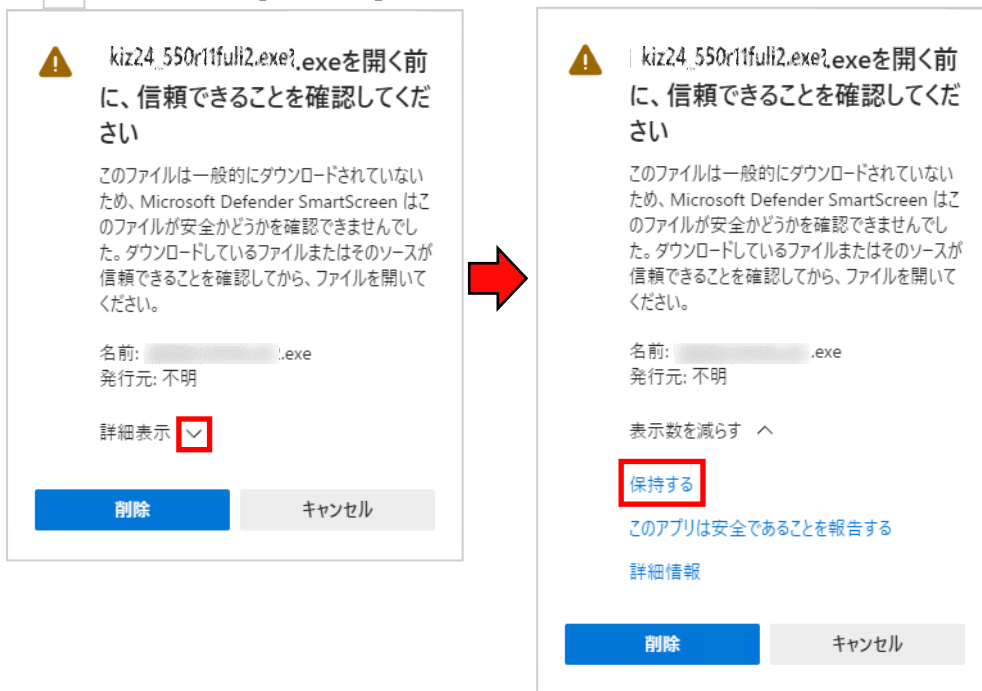 kiz24_550r11full2.exe?.exeを開く前
に、信頼できることを確認してくだ
さい
このファイルは一般的にダウンロードされていない
ため、Microsoft Defender SmartScreen はこ
のファイルが安全かどうかを確認できませんでし
た。ダウンロードしているファイルまたはそのソースが
信頼できることを確認してから、ファイルを開いて
ください。
名前:
.exe
発行元: 不明
詳細表示
削除
キャンセル
kiz24_550r11full2.exe?.exeを開く前
に、信頼できることを確認してくだ
さい
このファイルは一般的にダウンロードされていない
ため、Microsoft Defender SmartScreen はこ
のファイルが安全かどうかを確認できませんでし
た。ダウンロードしているファイルまたはそのソースが
信頼できることを確認してから、ファイルを開いて
ください。
名前:
.exe
発行元: 不明
表示数を減らす
保持する
このアプリは安全であることを報告する
詳細情報
削除
キャンセル